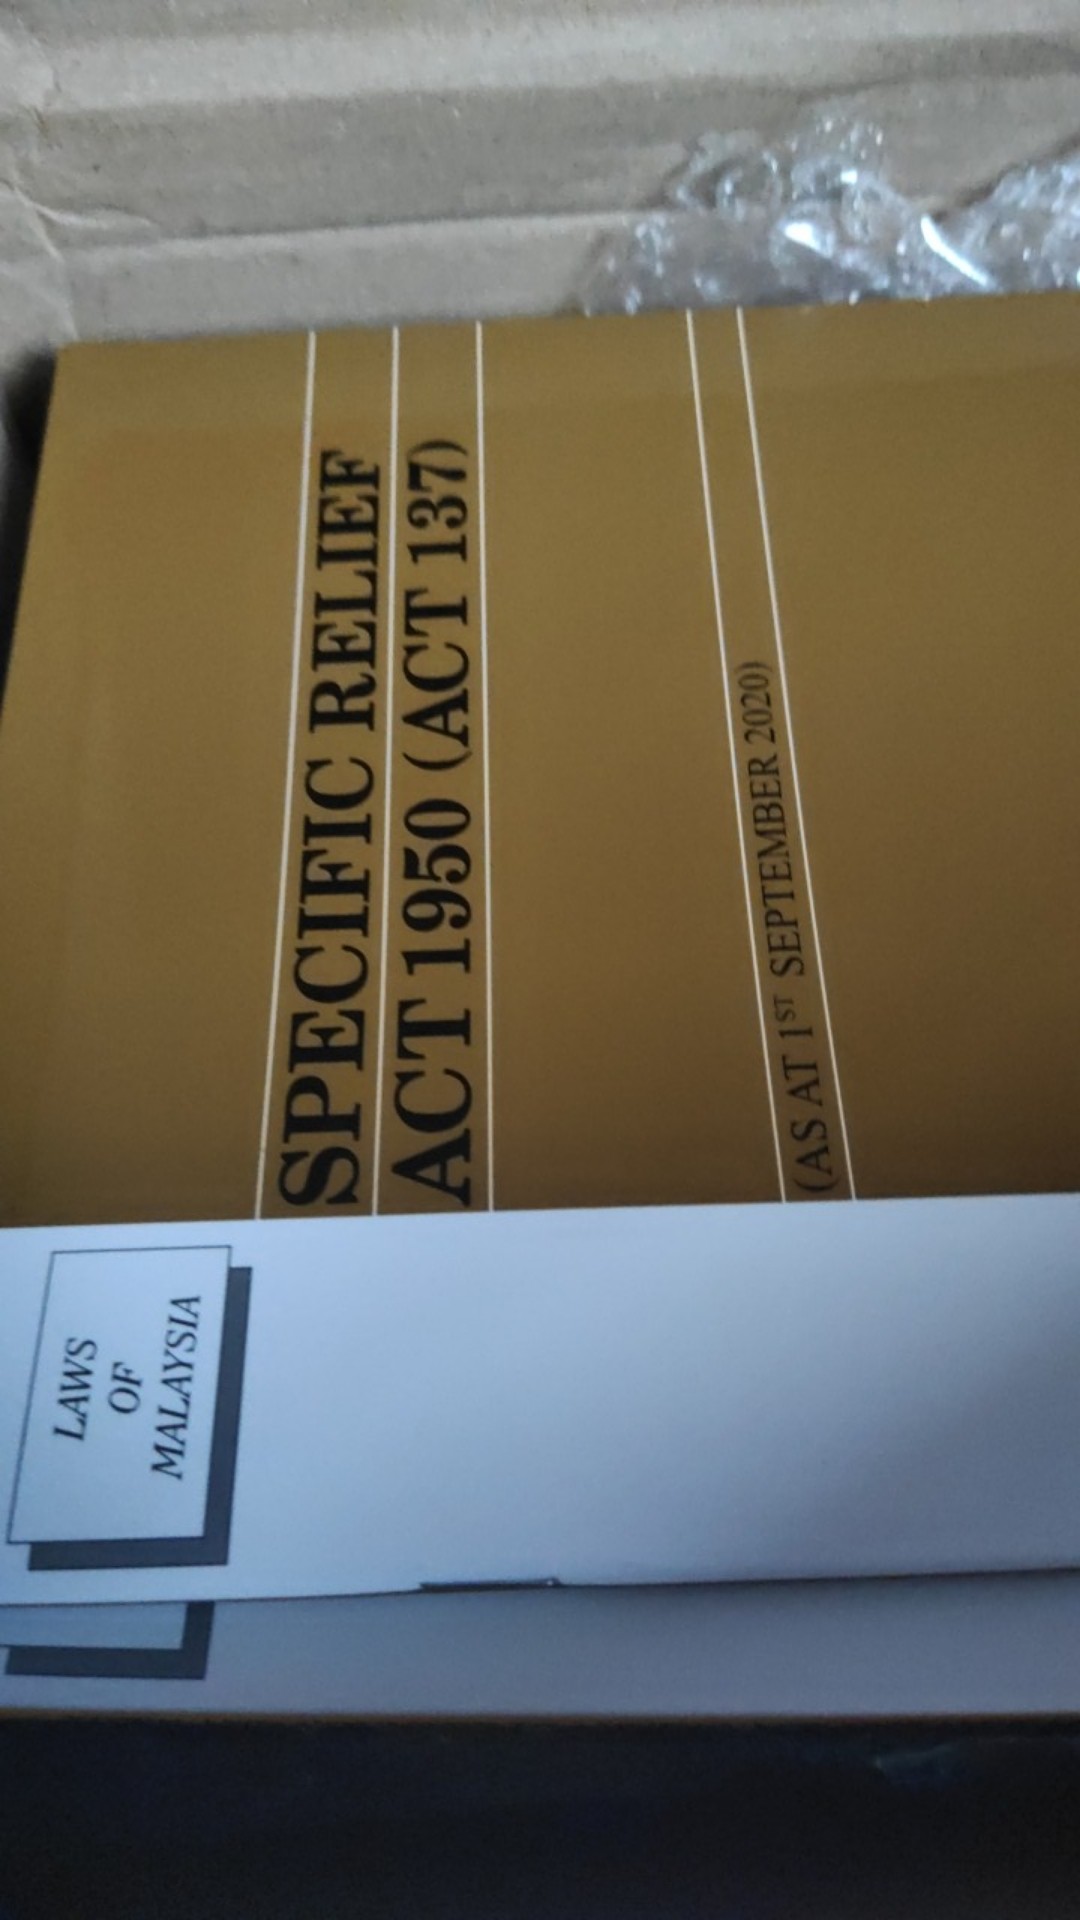 LAWS
OF
MALAYSIA
SPECIFIC RELIEF
ACT 1950 (ACT 137)
(AS AT 1ST SEPTEMBER 2020)